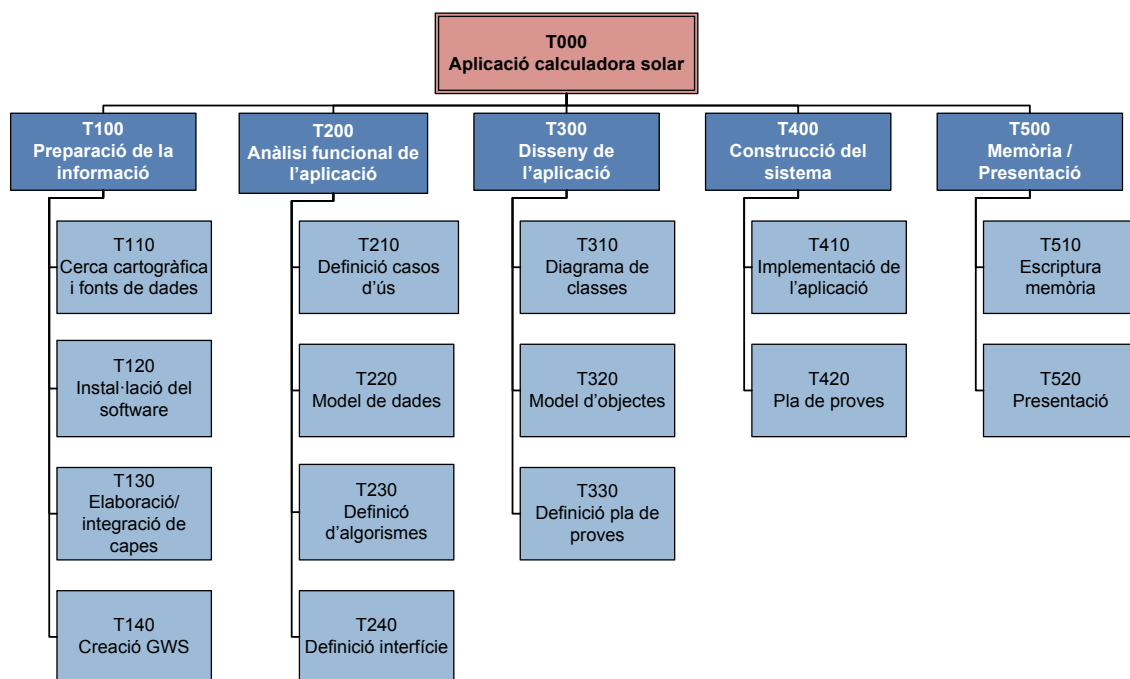 T000
Aplicació calculadora solar
T100
Preparació de la
informació
T200
Anàlisi funcional de
l’aplicació
T300
Disseny de
l’aplicació
T400
Construcció del
sistema
T500
Memòria /
Presentació
T110
Cerca cartogràfica
i fonts de dades
T210
Definició casos
d’ús
T310
Diagrama de
classes
T410
Implementació de
l’aplicació
T510
Escriptura
memòria
T120
Instal·lació del
software
T220
Model de dades
T320
Model d’objectes
T420
Pla de proves
T520
Presentació
T130
Elaboració/
integració de
capes
T230
Definicó
d’algorismes
T330
Definició pla de
proves
T140
Creació GWS
T240
Definició interfície